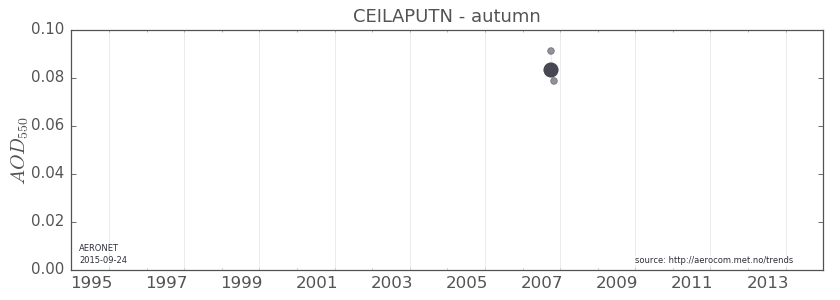 CEILAPUTN - autumn
0.10
0.08
0.06
0.04
0.02
0.00
AOD550
AERONET
2015-09-24
source: http://aerocom.met.no/trends
1995 1997 1999 2001 2003 2005 2007 2009 2011 2013